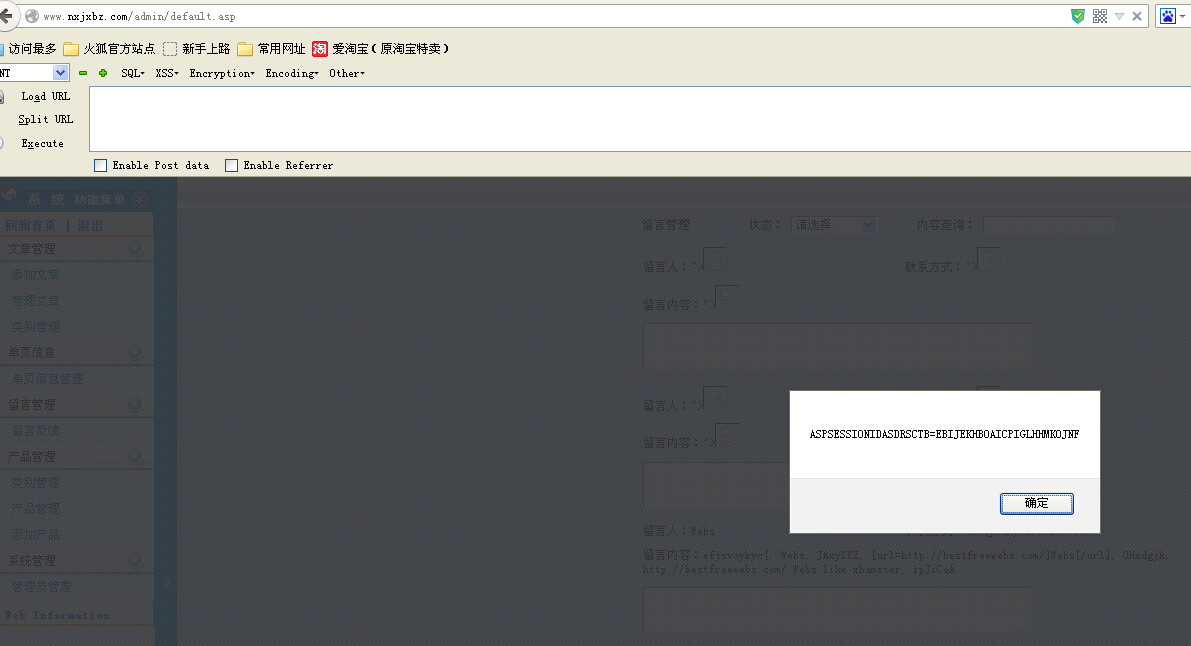 www.nxjxbz.com/admin/default.asp
访问最多 火狐官方站点 新手上路 常用网址 淘 爱淘宝(原淘宝特卖)
NT SQL▾ XSS▾ Encryption▾ Encoding▾ Other▾
Load URL
Split URL
Execute
Enable Post data Enable Referrer
系 统 功能菜单
回到首页 | 退出
文章管理
添加文章
管理文章
类别管理
单页信息
单页信息管理
留言管理
留言反馈
产品管理
类别管理
产品管理
添加产品
系统管理
管理员管理
Web Information
留言管理 状态: 请选择 内容查询:
留言人:"> 联系方式:">
留言内容:">
留言人:">
留言内容:">
ASPSESSIONIDASDRSCTB=EBIJEKHBOAICPIGLHHMKOJNF
确定
留言人:Webs
留言内容:efjsvoykyc[, Webs, JAxyXXZ, [url=http://bestfreewebs.com/]Webs[/url], OHxdgjk,
http://bestfreewebs.com/ Webs like xhamster, ipJiCaA.